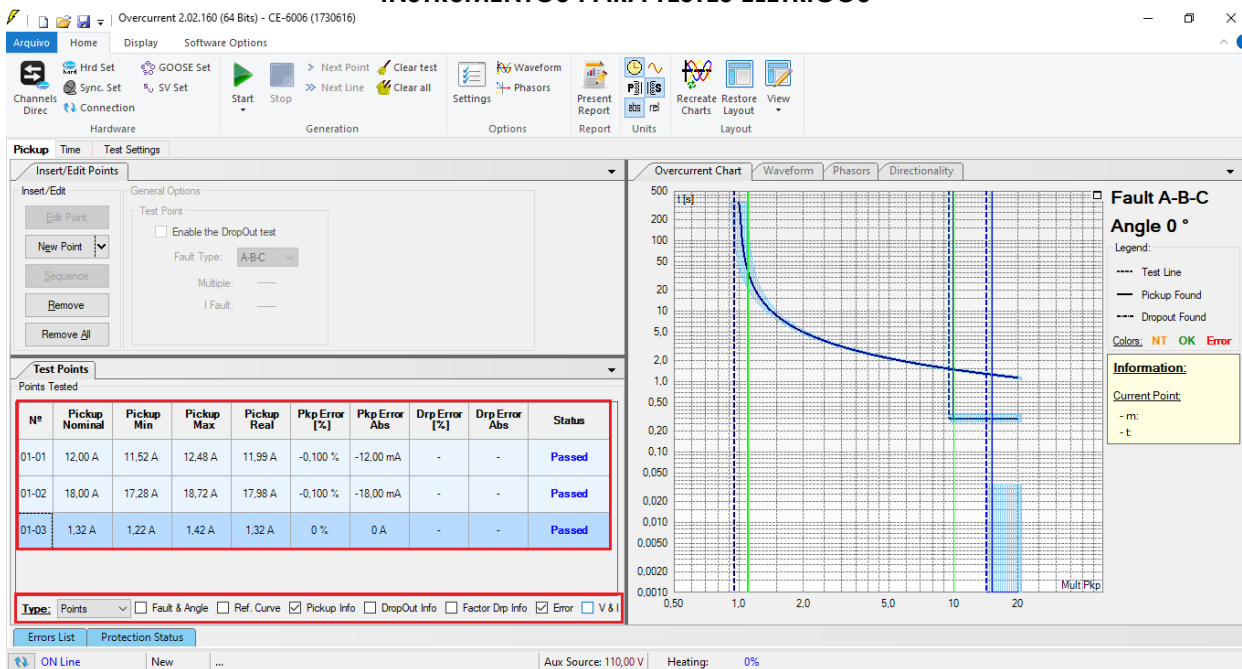 Overcurrent 2.02.160 (64 Bits) - CE-6006 (1730616)
Arquivo Home Display Software Options
Channels Direc
Hrd Set
GOOSE Set
Sync. Set
SV Set
Connection
Hardware
Start
Stop
Next Point
Clear test
Next Line
Clear all
Generation
Settings
Waveform
Phasors
Options
Present Report
Report
abs rel
Units
Recreate Charts
Restore Layout
View
Layout
Pickup Time Test Settings
Insert/Edit Points
Insert/Edit
Edit Point
New Point
Sequence
Remove
Remove All
General Options
Test Point
Enable the DropOut test
Fault Type: A-B-C
Multiple: -----
I Fault: -----
Test Points
Points Tested
Nº Pickup Nominal Pickup Min Pickup Max Pickup Real Pkp Error [%] Pkp Error Abs Drp Error [%] Drp Error Abs Status
01-01 12,00 A 11,52 A 12,48 A 11,99 A -0,100 % -12,00 mA - - Passed
01-02 18,00 A 17,28 A 18,72 A 17,98 A -0,100 % -18,00 mA - - Passed
01-03 1,32 A 1,22 A 1,42 A 1,32 A 0 % 0 A - - Passed
Type: Points Fault & Angle Ref. Curve Pickup Info DropOut Info Factor Drp Info Error V & I
Errors List Protection Status
ON Line New ... Aux Source: 110,00 V Heating: 0%
Overcurrent Chart Waveform Phasors Directionality
t [s]
500
200
100
50
20
10
5,0
2,0
1,0
0,50
0,20
0,10
0,050
0,020
0,010
0,0050
0,0020
0,0010
0,50 1,0 2,0 5,0 10 20
Mult Pkp
Fault A-B-C
Angle 0 °
Legend:
Test Line
Pickup Found
Dropout Found
Colors: NT OK Error
Information:
Current Point:
- m:
- t: